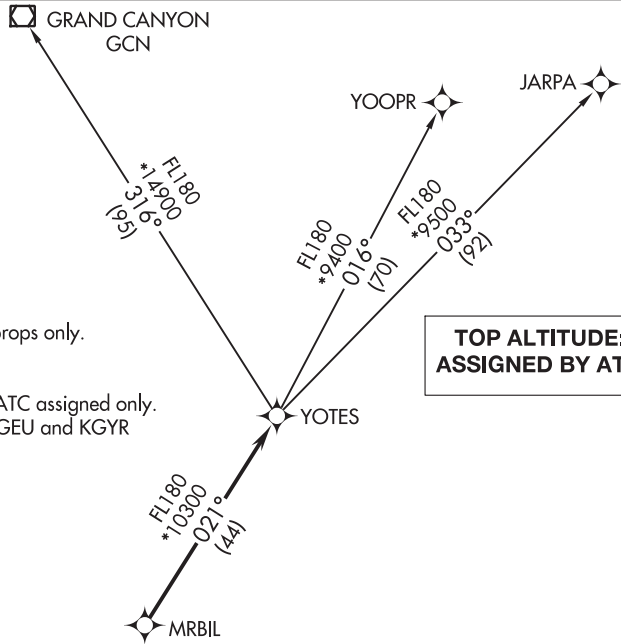 GRAND CANYON
GCN
YOOPR
JARPA
FL180
*14900
316°
(95)
FL180
*9400
016°
(70)
FL180
*9500
033°
(92)
props only.
TOP ALTITUDE:
ASSIGNED BY AT
ATC assigned only.
GEU and KGYR
YOTES
FL180
*10300
021°
(44)
MRBIL